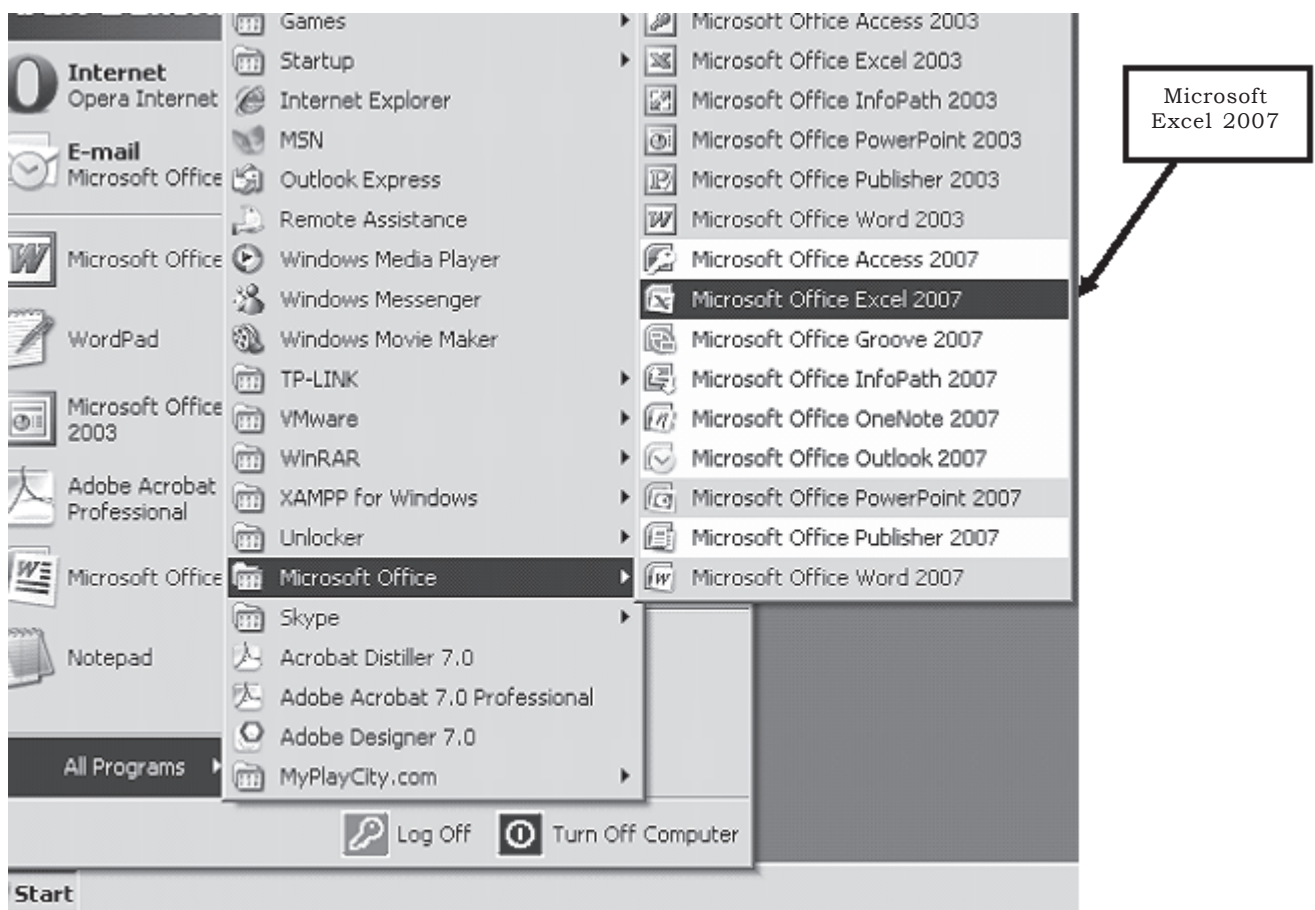 Internet
Opera Internet
E-mail
Microsoft Office
Microsoft Office
WordPad
Microsoft Office
2003
Adobe Acrobat
Professional
Microsoft Office
Notepad
All Programs
Games
Startup
Internet Explorer
MSN
Outlook Express
Remote Assistance
Windows Media Player
Windows Messenger
Windows Movie Maker
TP-LINK
VMware
WinRAR
XAMPP for Windows
Unlocker
Microsoft Office
Skype
Acrobat Distiller 7.0
Adobe Acrobat 7.0 Professional
Adobe Designer 7.0
MyPlayCity.com
Microsoft Office Access 2003
Microsoft Office Excel 2003
Microsoft Office InfoPath 2003
Microsoft Office PowerPoint 2003
Microsoft Office Publisher 2003
Microsoft Office Word 2003
Microsoft Office Access 2007
Microsoft Office Excel 2007
Microsoft Office Groove 2007
Microsoft Office InfoPath 2007
Microsoft Office OneNote 2007
Microsoft Office Outlook 2007
Microsoft Office PowerPoint 2007
Microsoft Office Publisher 2007
Microsoft Office Word 2007
Microsoft
Excel 2007
Log Off
Turn Off Computer
Start